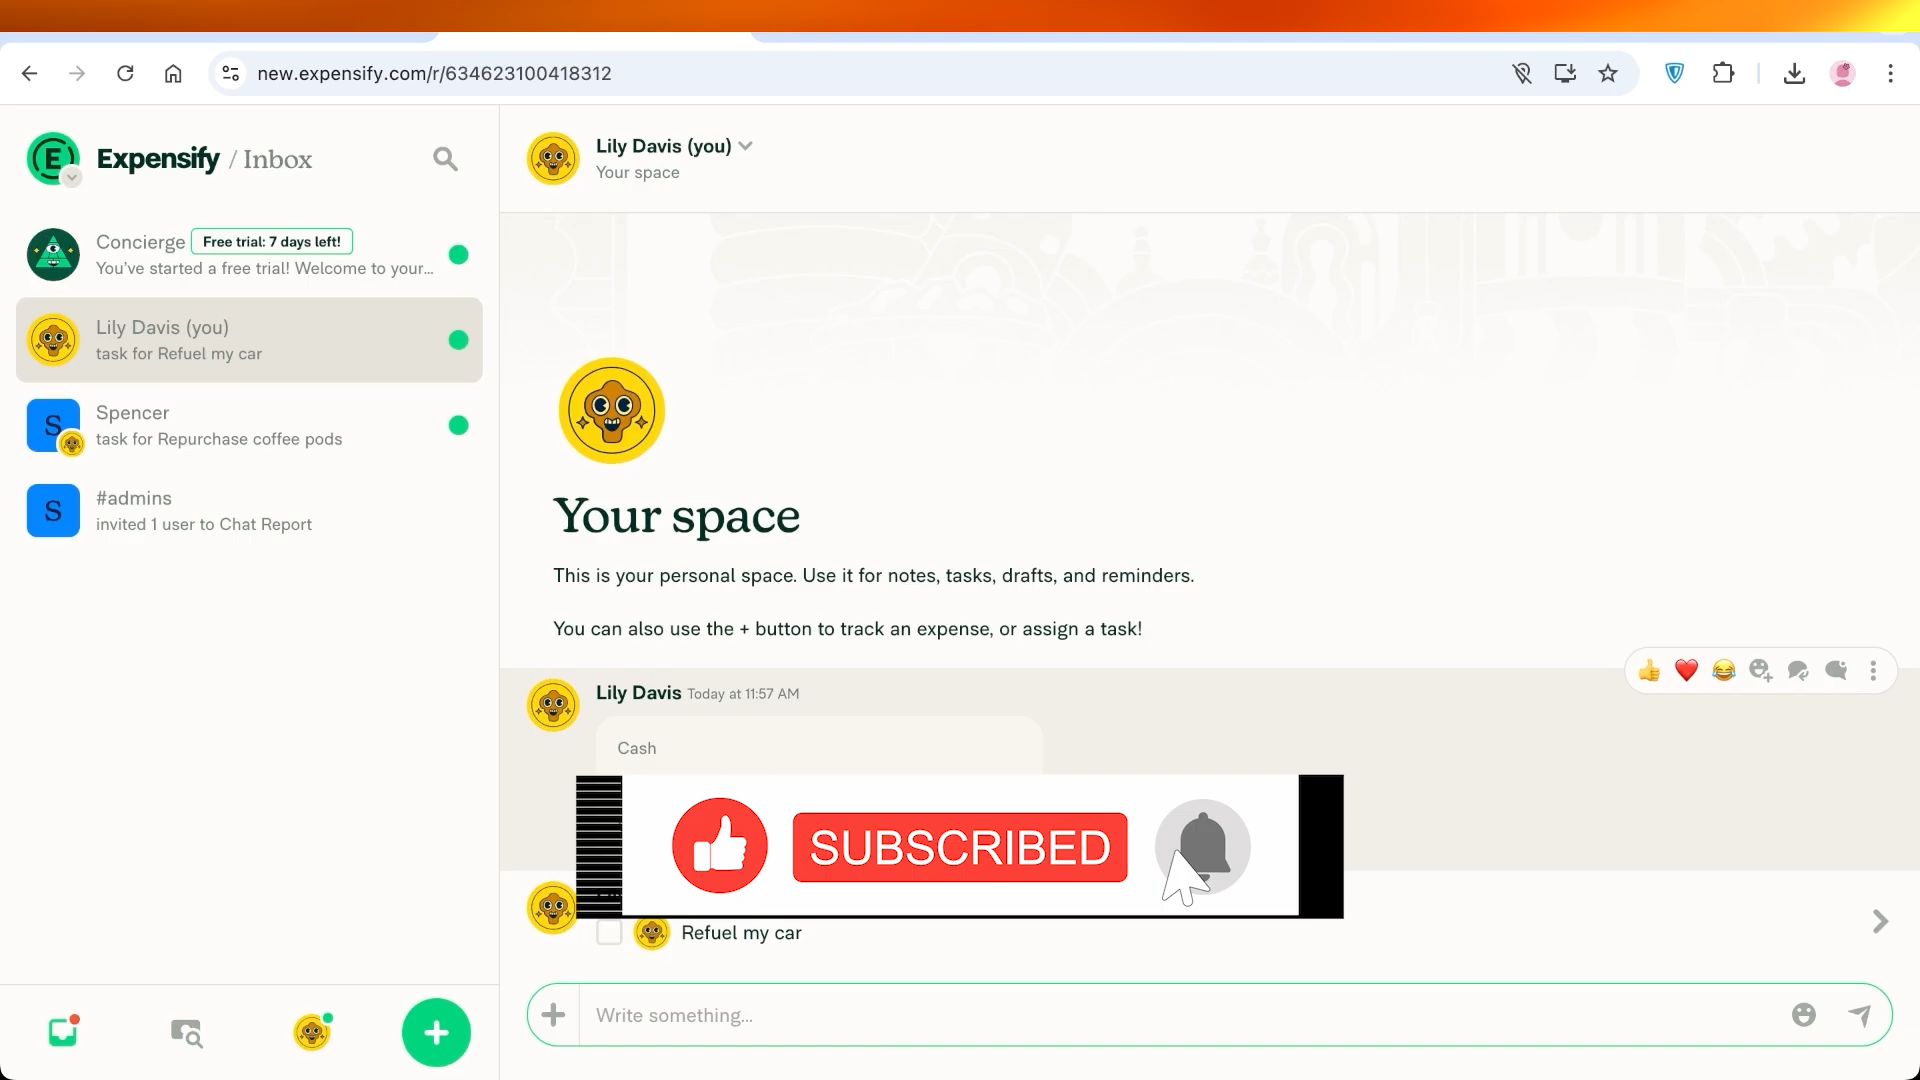 new.expensify.com/r/634623100418312
Expensify / Inbox
Concierge Free trial: 7 days left!
You've started a free trial! Welcome to your...
Lily Davis (you)
task for Refuel my car
S
Spencer
task for Repurchase coffee pods
S
#admins
invited 1 user to Chat Report
Lily Davis (you)
Your space
Your space
This is your personal space. Use it for notes, tasks, drafts, and reminders.
You can also use the + button to track an expense, or assign a task!
Lily Davis Today at 11:57 AM
Cash
SUBSCRIBED
Refuel my car
Write something...